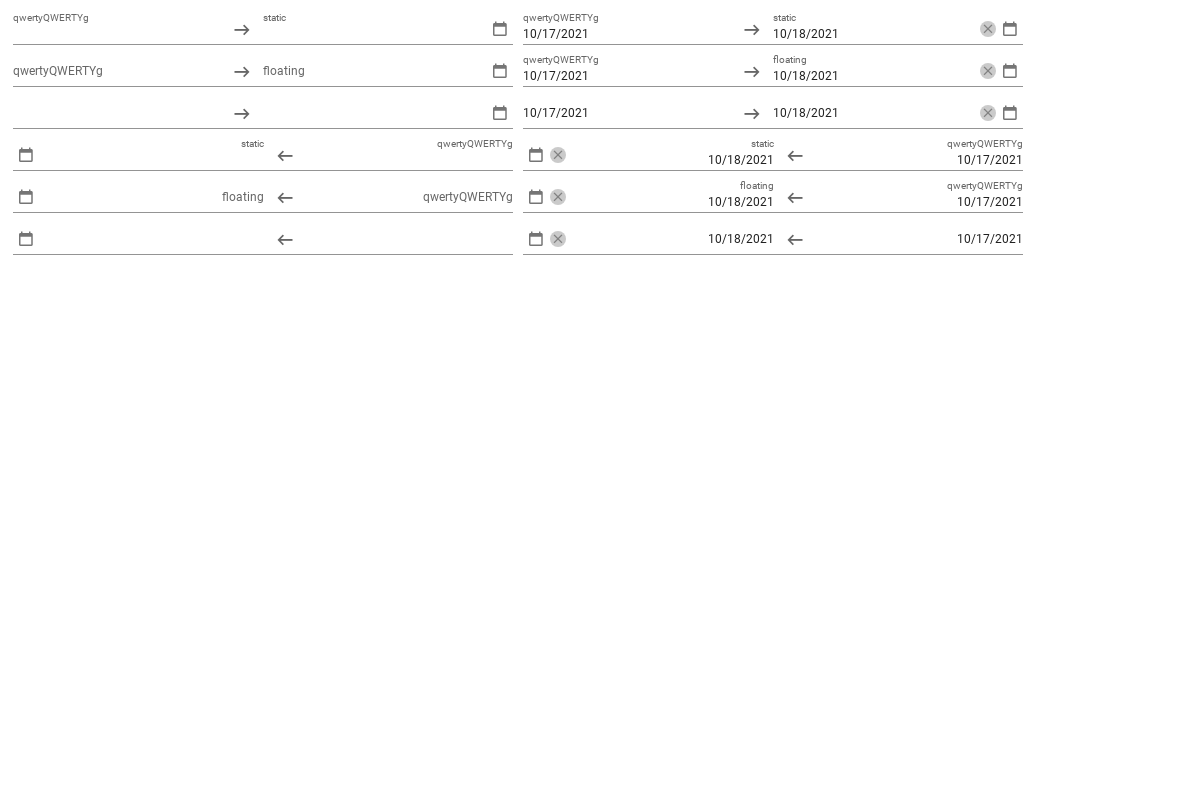 qwertyQWERTYg static qwertyQWERTYg static
10/17/2021 10/18/2021
qwertyQWERTYg floating qwertyQWERTYg floating
10/17/2021 10/18/2021
10/17/2021 10/18/2021
static qwertyQWERTYg static qwertyQWERTYg
10/18/2021 10/17/2021
floating qwertyQWERTYg floating qwertyQWERTYg
10/18/2021 10/17/2021
10/18/2021 10/17/2021